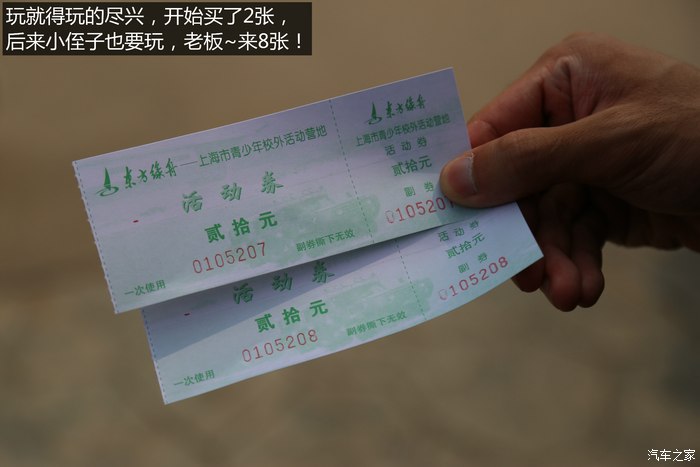 玩就得玩的尽兴，开始买了2张，
后来小侄子也要玩，老板~来8张！
东方绿舟——上海市青少年校外活动营地
活动券
贰拾元
0105207
一次使用
副券撕下无效
东方绿舟
上海市青少年校外活动营地
活动券
贰拾元
副券
0105207
活动券
贰拾元
0105208
一次使用
副券撕下无效
活动券
贰拾元
副券
0105208
汽车之家